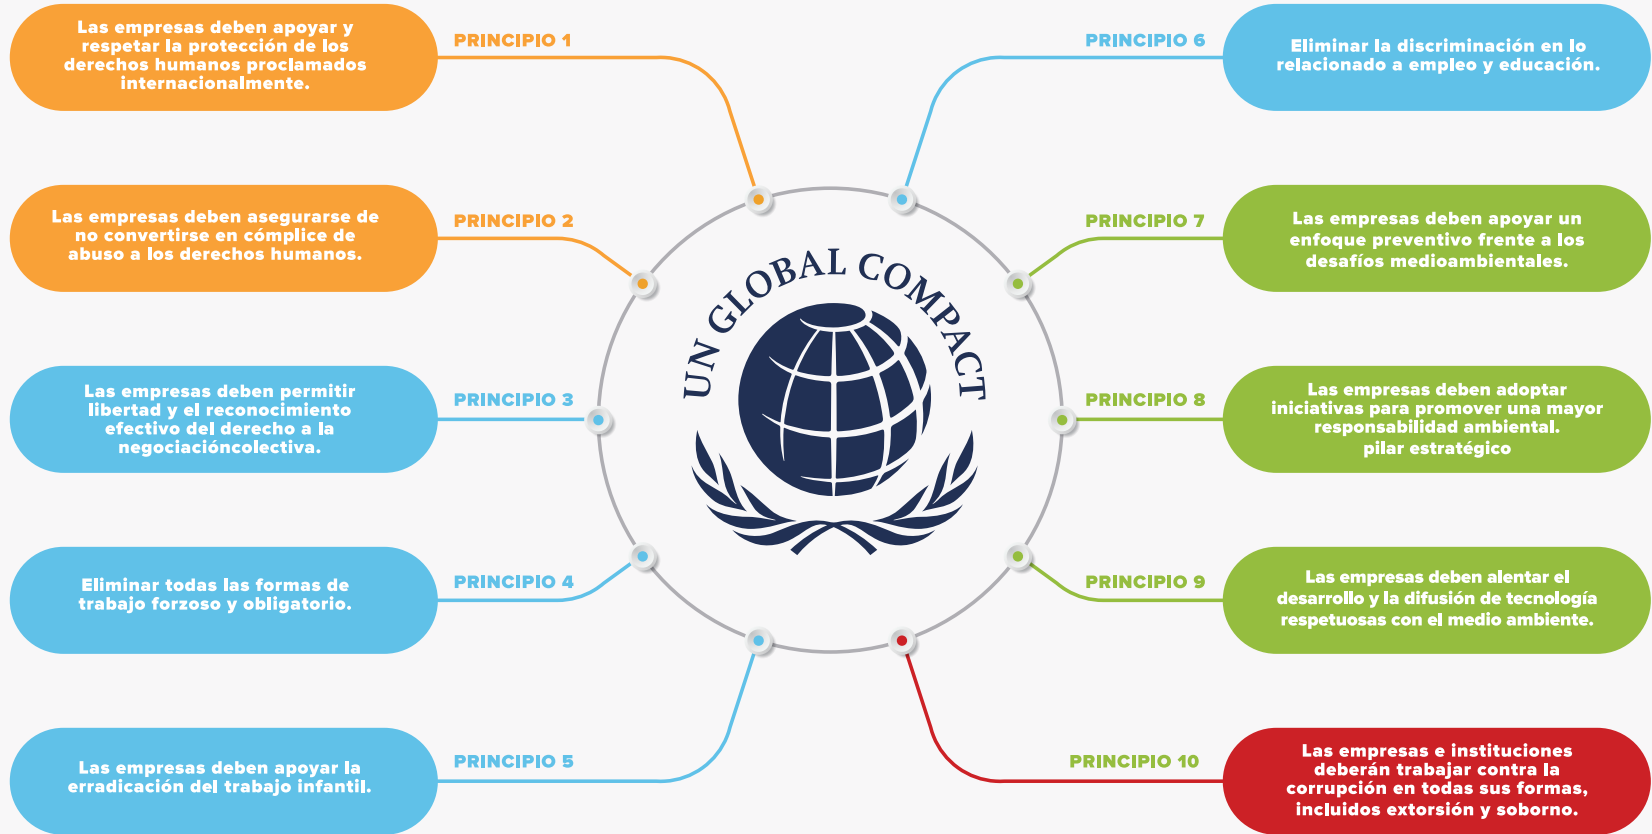 PRINCIPIO 1
Las empresas deben apoyar y
respetar la protección de los
derechos humanos proclamados
internacionalmente.
PRINCIPIO 2
Las empresas deben asegurarse de
no convertirse en cómplice de
abuso a los derechos humanos.
PRINCIPIO 3
Las empresas deben permitir
libertad y el reconocimiento
efectivo del derecho a la
negociacióncolectiva.
PRINCIPIO 4
Eliminar todas las formas de
trabajo forzoso y obligatorio.
PRINCIPIO 5
Las empresas deben apoyar la
erradicación del trabajo infantil.
UN GLOBAL COMPACT
PRINCIPIO 6
Eliminar la discriminación en lo
relacionado a empleo y educación.
PRINCIPIO 7
Las empresas deben apoyar un
enfoque preventivo frente a los
desafíos medioambientales.
PRINCIPIO 8
Las empresas deben adoptar
iniciativas para promover una mayor
responsabilidad ambiental.
pilar estratégico
PRINCIPIO 9
Las empresas deben alentar el
desarrollo y la difusión de tecnología
respetuosas con el medio ambiente.
PRINCIPIO 10
Las empresas e instituciones
deberán trabajar contra la
corrupción en todas sus formas,
incluidos extorsión y soborno.